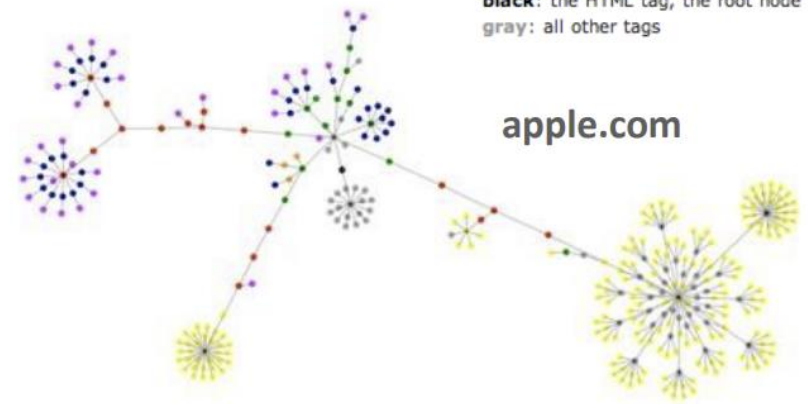 black: the HTML tag, the root node
gray: all other tags
apple.com